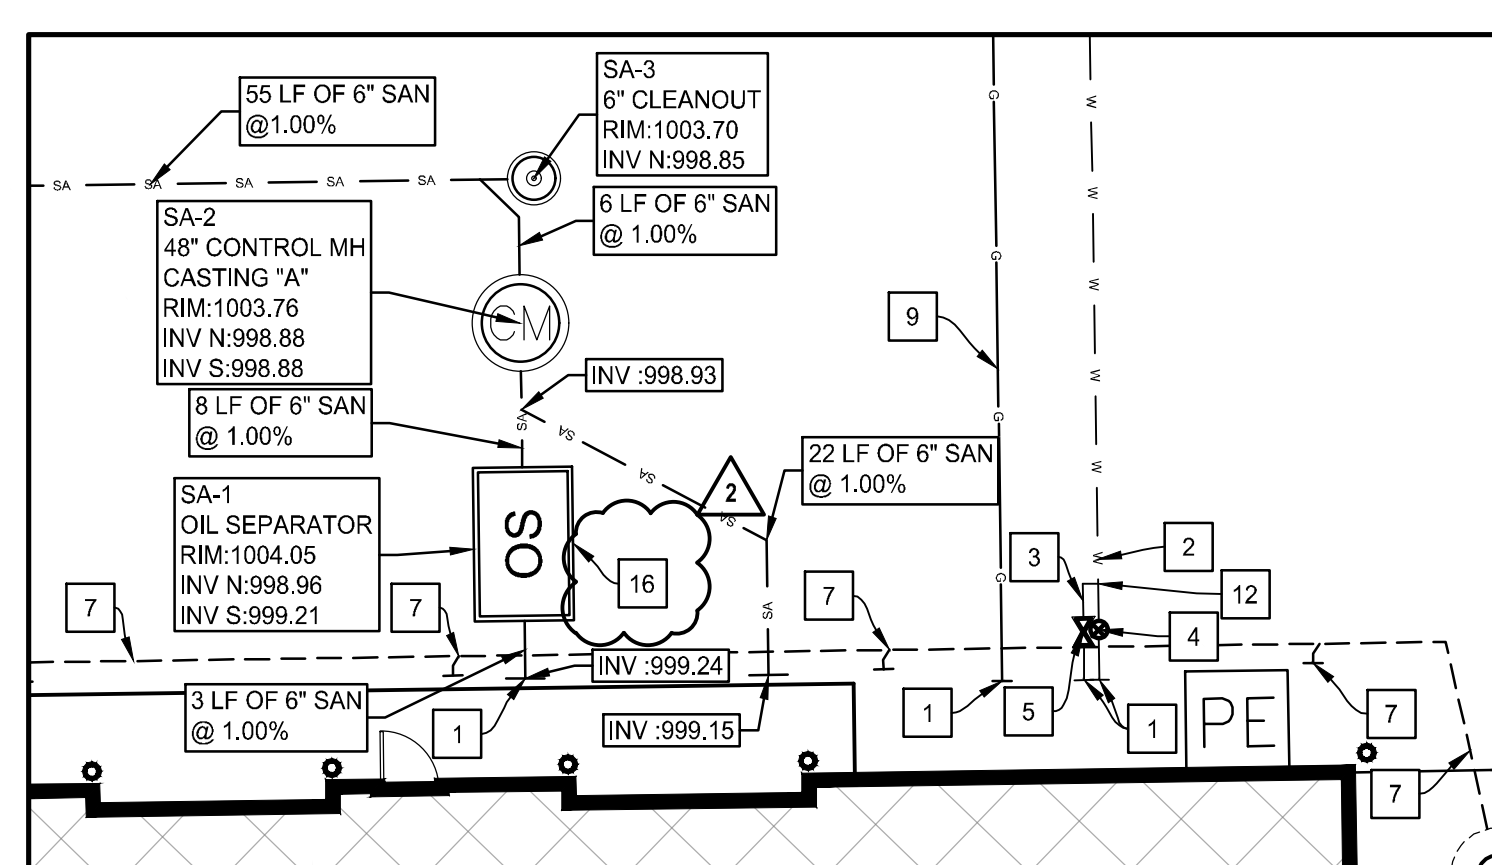 55 LF OF 6" SAN
@1.00%
SA-3
6" CLEANOUT
RIM:1003.70
INV N:998.85
SA
SA
SA
SA
SA
6 LF OF 6" SAN
@ 1.00%
SA-2
48" CONTROL MH
CASTING "A"
RIM:1003.76
INV N:998.88
INV S:998.88
CM
G
G
G
G
W
W
W
W
W
W
9
INV :998.93
8 LF OF 6" SAN
@ 1.00%
SA
SA
SA
SA
SA
2
22 LF OF 6" SAN
@ 1.00%
SA-1
OIL SEPARATOR
RIM:1004.05
INV N:998.96
INV S:999.21
OS
16
3
2
12
4
7
7
7
INV :999.24
3 LF OF 6" SAN
@ 1.00%
1
INV :999.15
1
5
1
PE
7
7